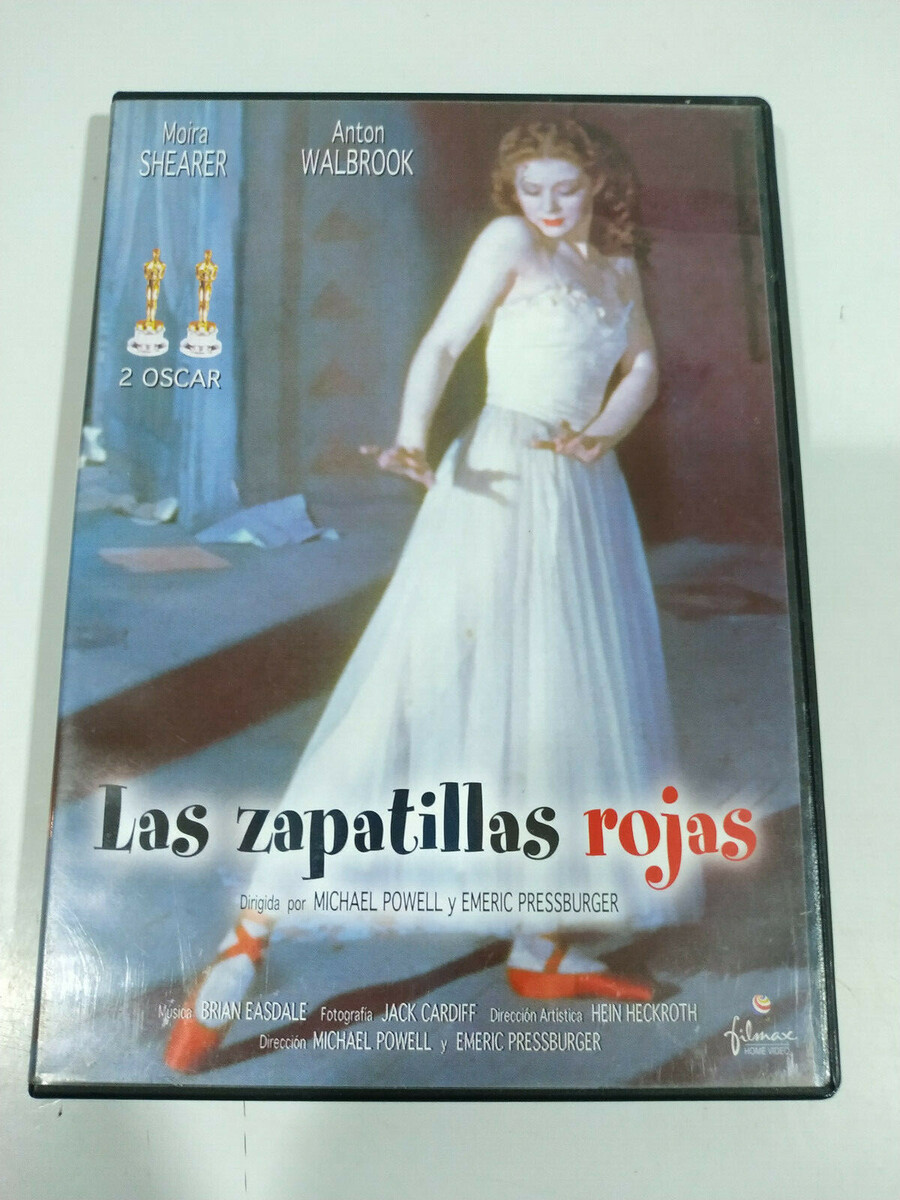 Moira
SHEARER
Anton
WALBROOK
2 OSCAR
Las zapatillas rojas
Dirigida por MICHAEL POWELL y EMERIC PRESSBURGER
Música BRIAN EASDALE Fotografía JACK CARDIFF Dirección Artística HEIN HECKROTH
Dirección MICHAEL POWELL y EMERIC PRESSBURGER
filmax
HOME VIDEO